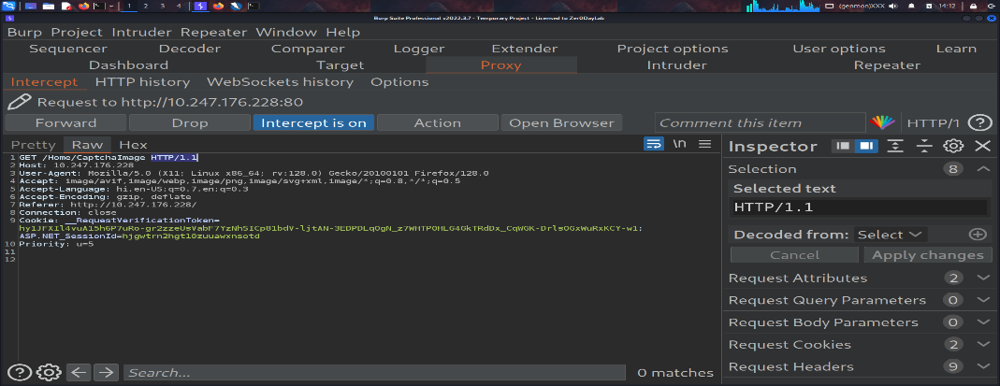 1 2 3 4
(genmon)XXX 14:12
Burp Suite Professional v2022.3.7 - Temporary Project - Licensed to Zer0DayLab
Burp Project Intruder Repeater Window Help
Sequencer Decoder Comparer Logger Extender Project options User options Learn
Dashboard Target Proxy Intruder Repeater
Intercept HTTP history WebSockets history Options
Request to http://10.247.176.228:80
Forward Drop Intercept is on Action Open Browser Comment this item HTTP/1 ?
Pretty Raw Hex \n
1 GET /Home/CaptchaImage HTTP/1.1
2 Host: 10.247.176.228
3 User-Agent: Mozilla/5.0 (X11; Linux x86_64; rv:128.0) Gecko/20100101 Firefox/128.0
4 Accept: image/avif,image/webp,image/png,image/svg+xml,image/*;q=0.8,*/*;q=0.5
5 Accept-Language: hi,en-US;q=0.7,en;q=0.3
6 Accept-Encoding: gzip, deflate
7 Referer: http://10.247.176.228/
8 Connection: close
9 Cookie: __RequestVerificationToken=
ASP.NET_SessionId=hjgwtrn2hgt10zuuawxnsotd
10 Priority: u=5
11
12
Inspector
Selection 8
Selected text
HTTP/1.1
Decoded from: Select
Cancel Apply changes
Request Attributes 2
Request Query Parameters 0
Request Body Parameters 0
Request Cookies 2
Request Headers 9
? Search... 0 matches